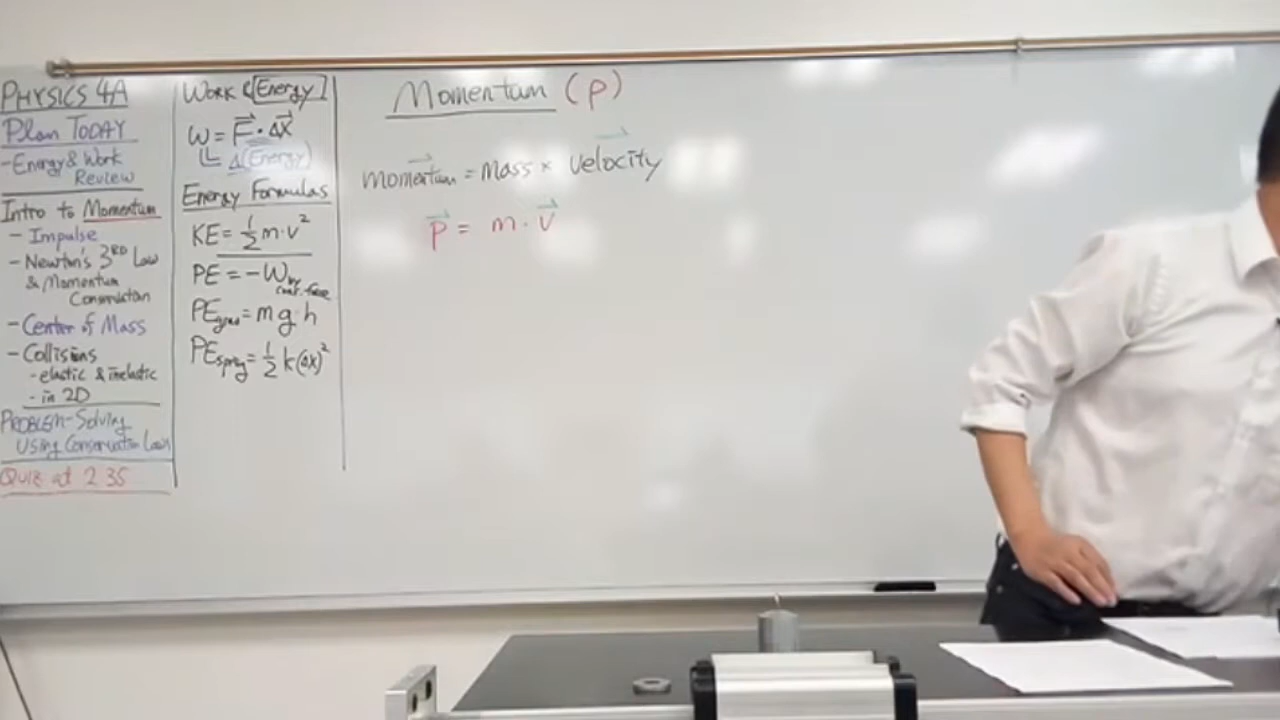 PHYSICS 4A
Plan TODAY
- Energy & Work
Review
Intro to Momentum
- Impulse
- Newton's 3RD Law
& Momentum
Conservation
- Center of Mass
- Collisions
- elastic & inelastic
- in 2D
PROBLEM-Solving
Using Conservation Laws
QUIZ at 2:35
WORK & Energy
W = F · Δx
Δ(Energy)
Energy Formulas
KE = 1/2 m·v²
PE = -W by
cons. force
PEgrav = m g·h
PEspring = 1/2 k(Δx)²
Momentum (p)
momentum = mass × velocity
p = m · v